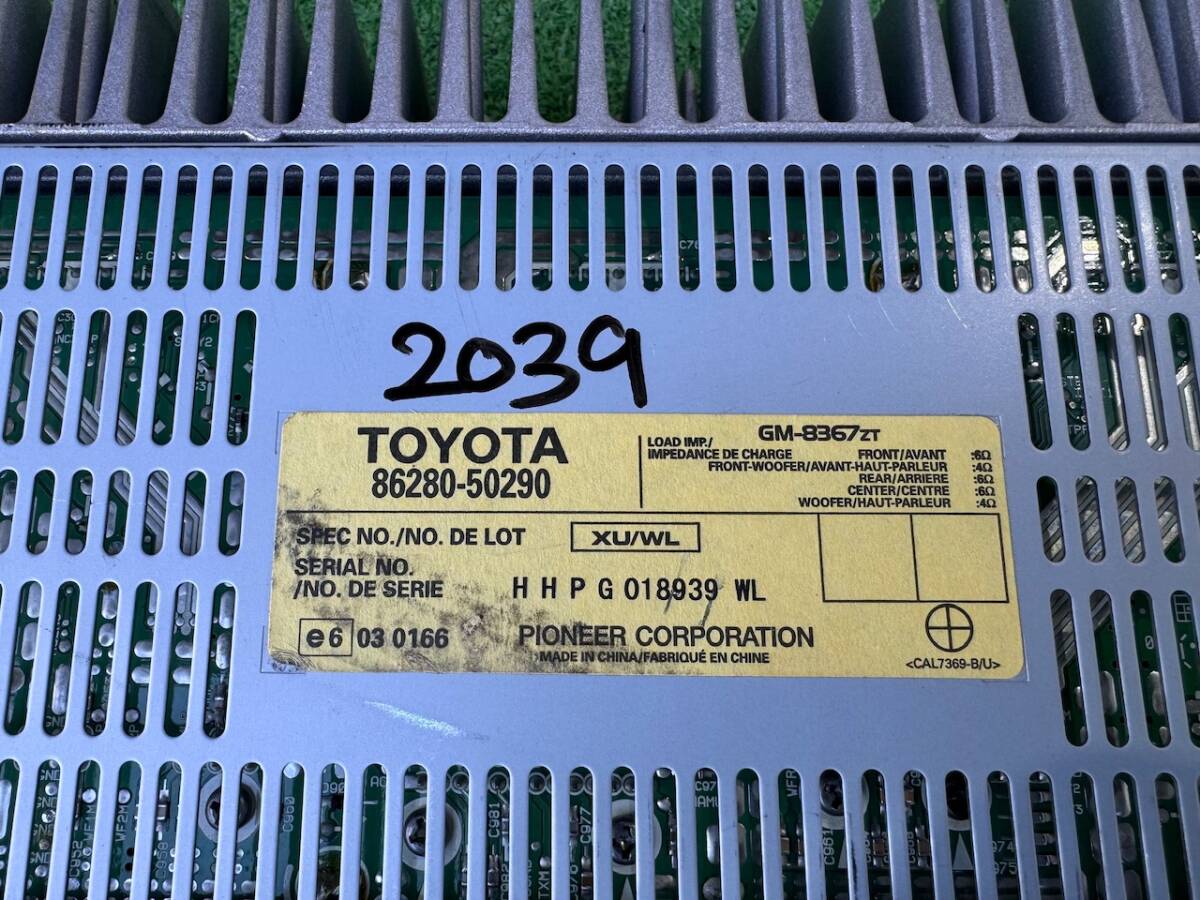 2039
TOYOTA
86280-50290
GM-8367ZT
LOAD IMP./
IMPEDANCE DE CHARGE FRONT/AVANT :6Ω
FRONT-WOOFER/AVANT-HAUT-PARLEUR :4Ω
REAR/ARRIERE :6Ω
CENTER/CENTRE :6Ω
WOOFER/HAUT-PARLEUR :4Ω
SPEC NO./NO. DE LOT XU/WL
SERIAL NO.
/NO. DE SERIE H H P G 018939 WL
e6 03 0166
PIONEER CORPORATION
MADE IN CHINA/FABRIQUÉ EN CHINE
<CAL7369-B/U>
C981
C977